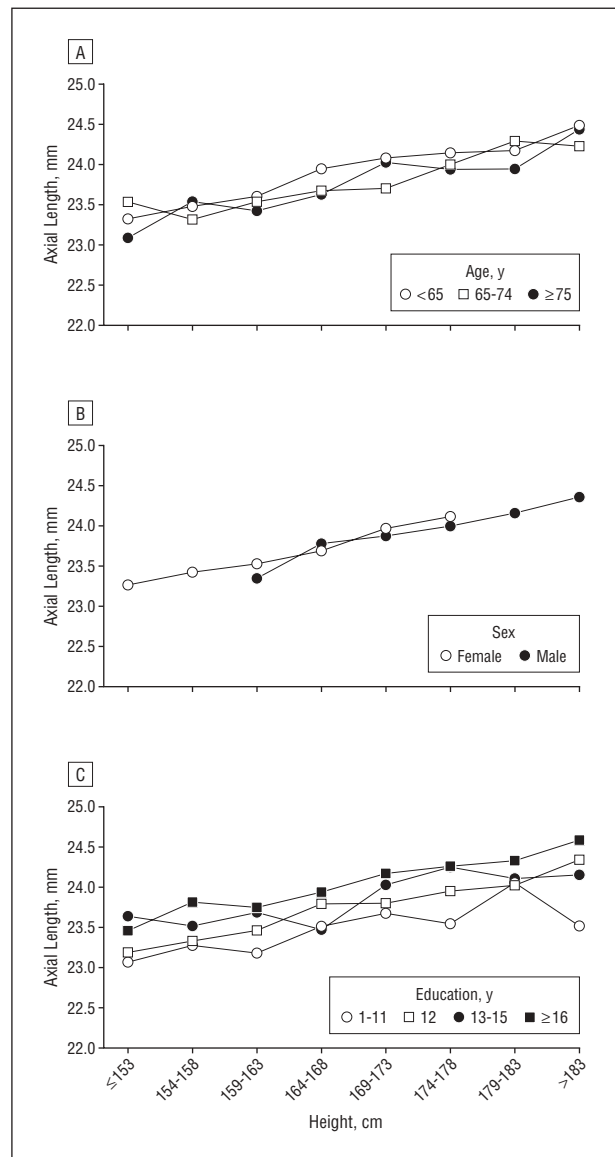 A
25.0
24.5
24.0
23.5
23.0
22.5
22.0
Axial Length, mm
Age, y
<65 65-74 ≥75
B
25.0
24.5
24.0
23.5
23.0
22.5
22.0
Axial Length, mm
Sex
Female Male
C
25.0
24.5
24.0
23.5
23.0
22.5
22.0
Axial Length, mm
Education, y
1-11 12 13-15 ≥16
≤153 154-158 159-163 164-168 169-173 174-178 179-183 >183
Height, cm